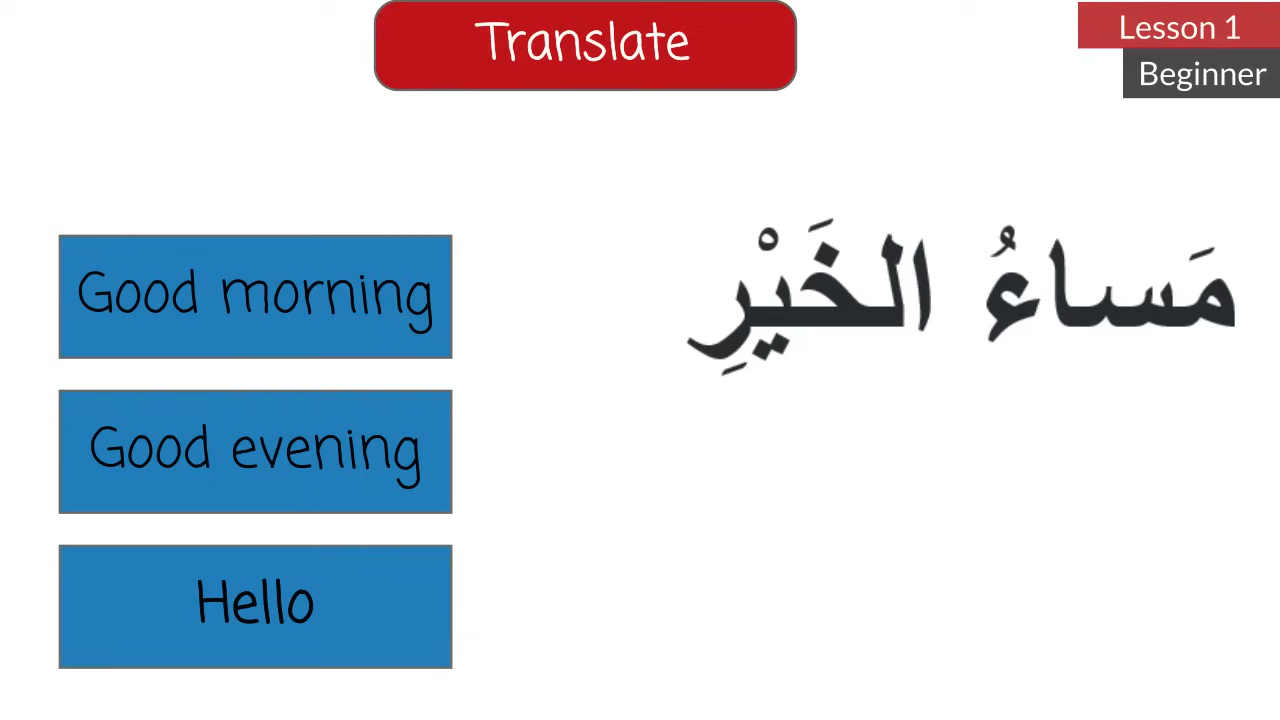 Translate
Lesson 1
Beginner
مَساءُ الخَيْرِ
Good morning
Good evening
Hello